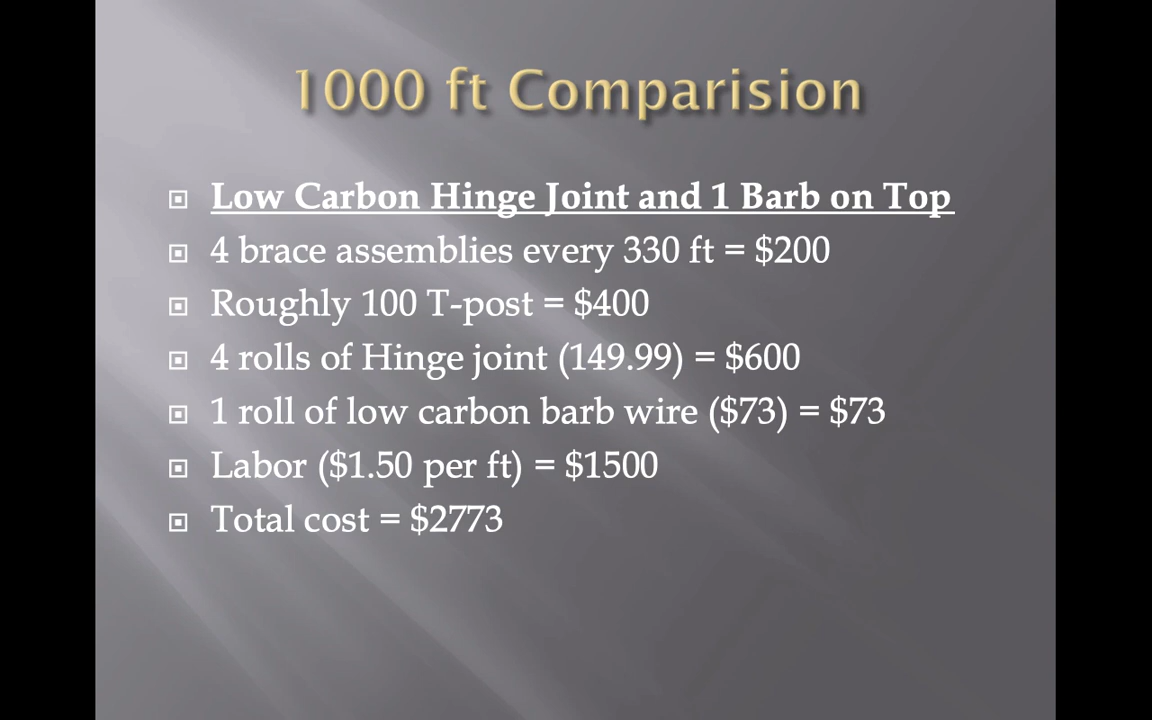 1000 ft Comparision
Low Carbon Hinge Joint and 1 Barb on Top
4 brace assemblies every 330 ft = $200
Roughly 100 T-post = $400
4 rolls of Hinge joint (149.99) = $600
1 roll of low carbon barb wire ($73) = $73
Labor ($1.50 per ft) = $1500
Total cost = $2773